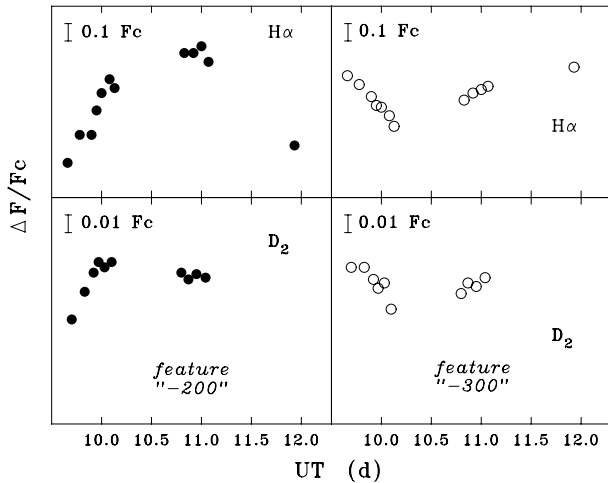 0.1 Fc Hα
0.1 Fc
Hα
ΔF/Fc
0.01 Fc
D2
feature
"−200"
0.01 Fc
D2
feature
"−300"
10.0 10.5 11.0 11.5 12.0
10.0 10.5 11.0 11.5 12.0
UT (d)